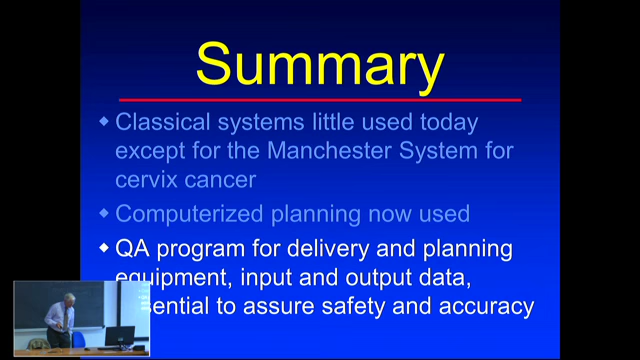 Summary
Classical systems little used today
except for the Manchester System for
cervix cancer
Computerized planning now used
QA program for delivery and planning
equipment, input and output data,
to assure safety and accuracy